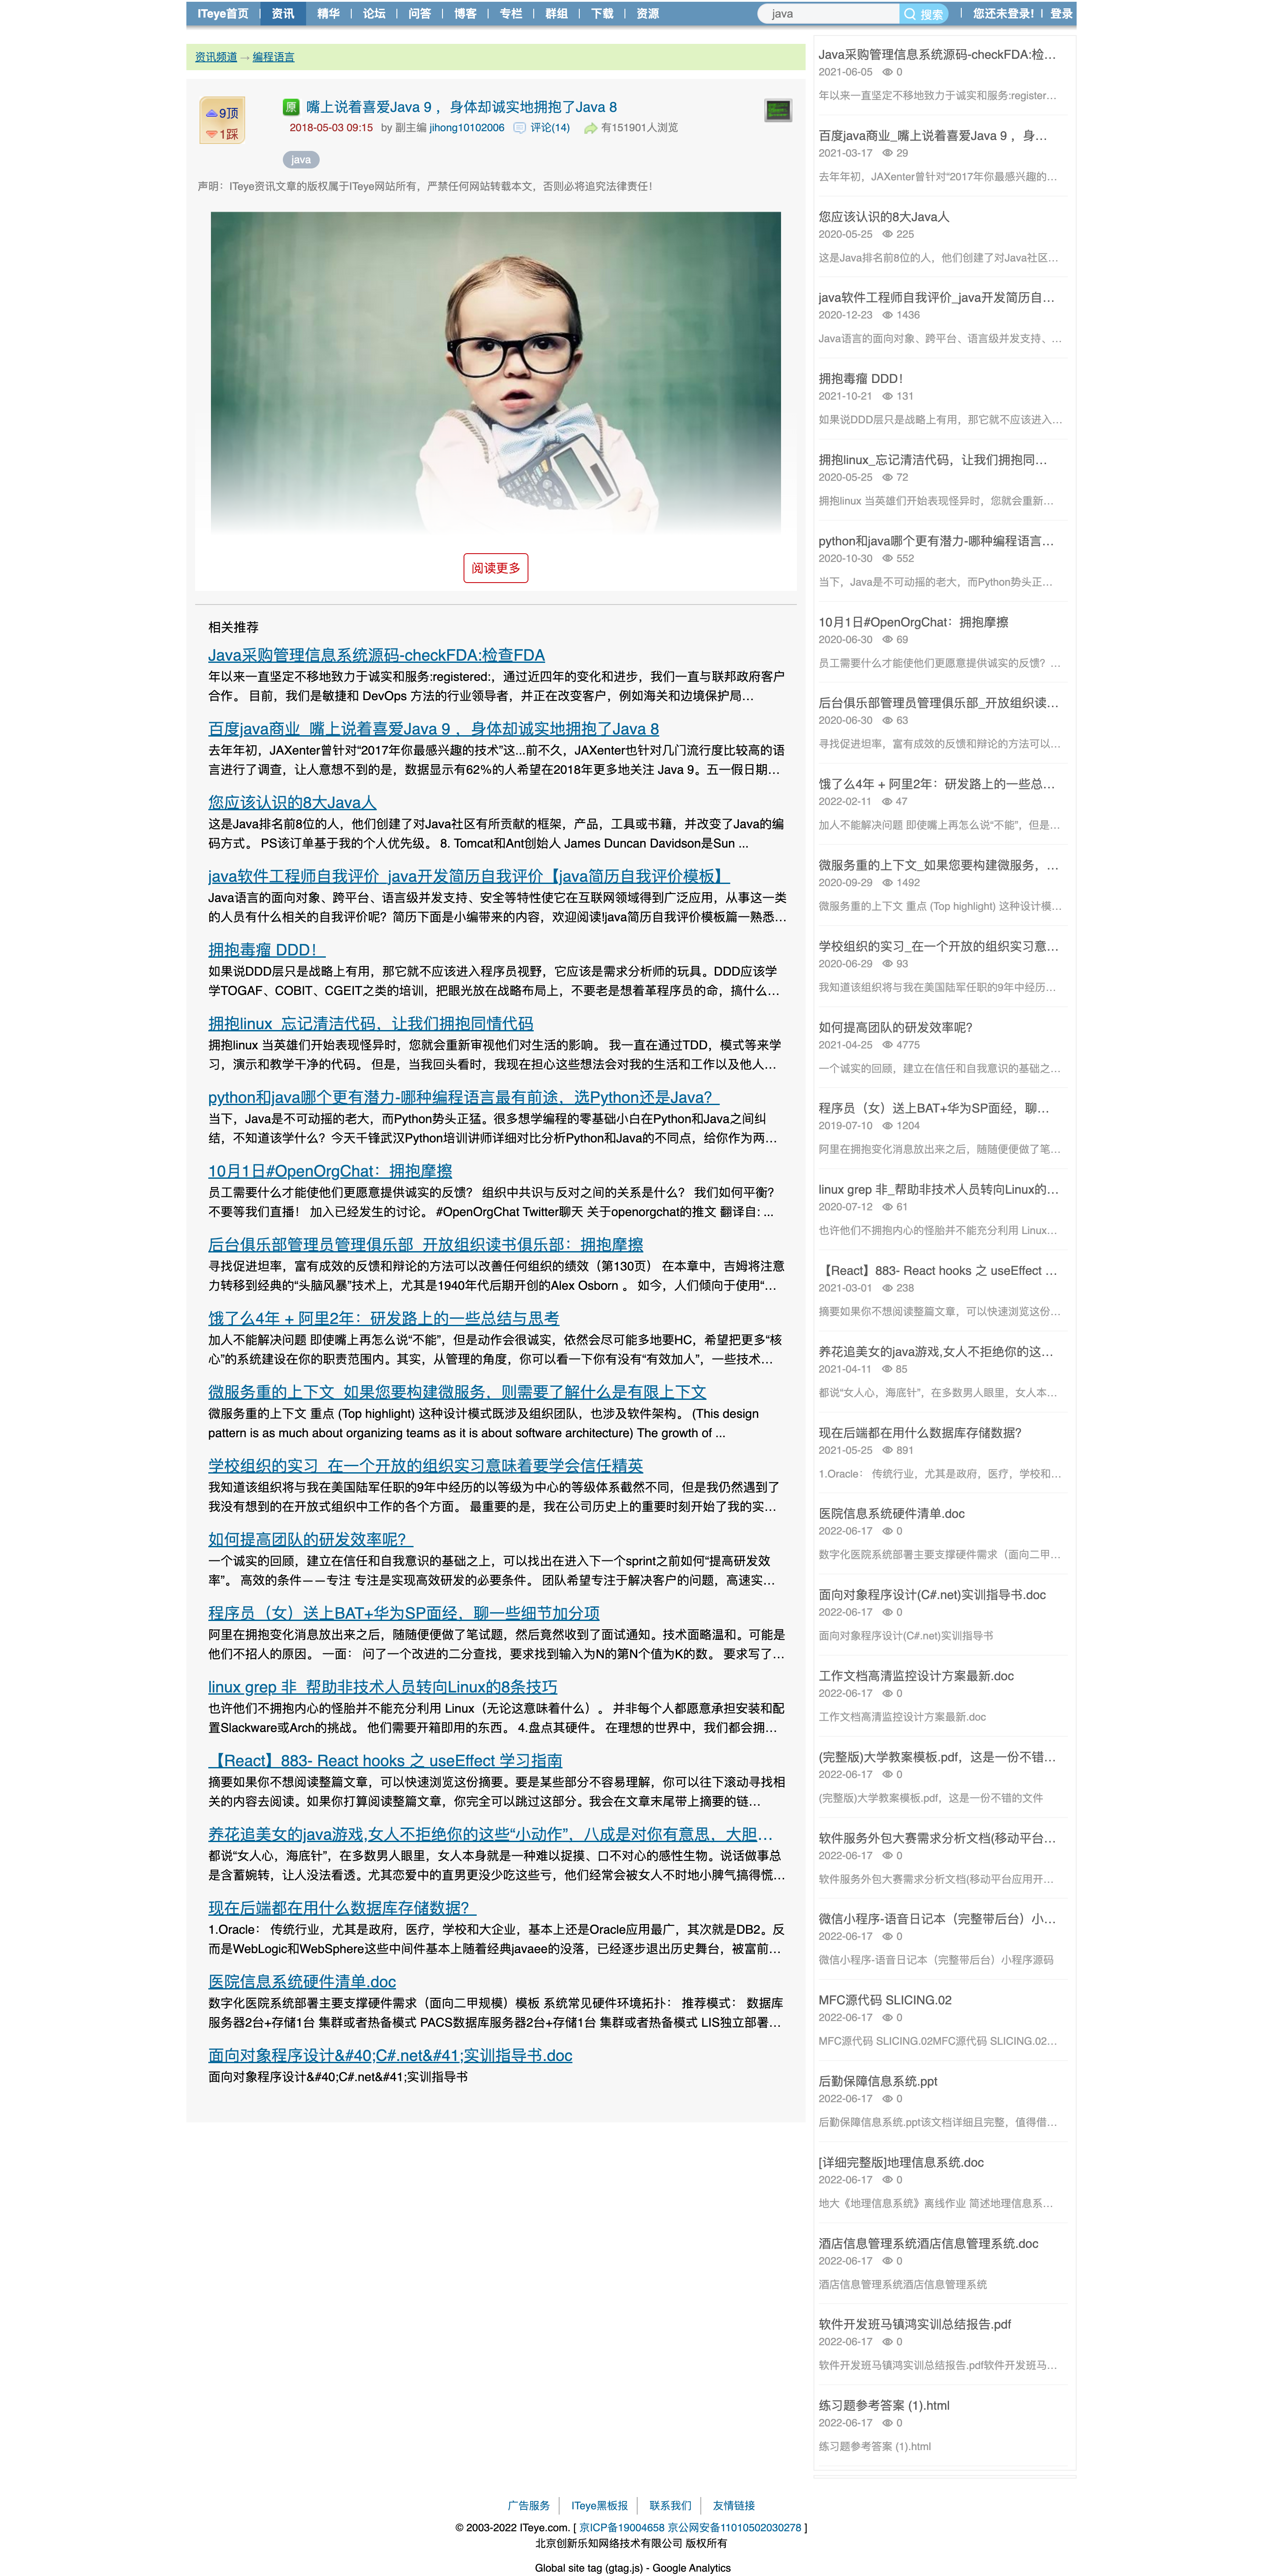 ITeye首页 资讯 精华 论坛 问答 博客 专栏 群组 下载 资源 java 搜索 您还未登录! 登录
资讯频道 → 编程语言
9顶
1踩
原 嘴上说着喜爱Java 9 ，身体却诚实地拥抱了Java 8
2018-05-03 09:15 by 副主编 jihong10102006 评论(14) 有151901人浏览
java
声明：ITeye资讯文章的版权属于ITeye网站所有，严禁任何网站转载本文，否则必将追究法律责任！
阅读更多
相关推荐
Java采购管理信息系统源码-checkFDA:检查FDA
年以来一直坚定不移地致力于诚实和服务:registered:，通过近四年的变化和进步，我们一直与联邦政府客户
合作。 目前，我们是敏捷和 DevOps 方法的行业领导者，并正在改变客户，例如海关和边境保护局...
百度java商业_嘴上说着喜爱Java 9 ，身体却诚实地拥抱了Java 8
去年年初，JAXenter曾针对“2017年你最感兴趣的技术”这...前不久，JAXenter也针对几门流行度比较高的语
言进行了调查，让人意想不到的是，数据显示有62%的人希望在2018年更多地关注 Java 9。五一假日期...
您应该认识的8大Java人
这是Java排名前8位的人，他们创建了对Java社区有所贡献的框架，产品，工具或书籍，并改变了Java的编
码方式。 PS该订单基于我的个人优先级。 8. Tomcat和Ant创始人 James Duncan Davidson是Sun ...
java软件工程师自我评价_java开发简历自我评价【java简历自我评价模板】
Java语言的面向对象、跨平台、语言级并发支持、安全等特性使它在互联网领域得到广泛应用，从事这一类
的人员有什么相关的自我评价呢？简历下面是小编带来的内容，欢迎阅读!java简历自我评价模板篇一熟悉...
拥抱毒瘤 DDD！
如果说DDD层只是战略上有用，那它就不应该进入程序员视野，它应该是需求分析师的玩具。DDD应该学
学TOGAF、COBIT、CGEIT之类的培训，把眼光放在战略布局上，不要老是想着革程序员的命，搞什么...
拥抱linux_忘记清洁代码，让我们拥抱同情代码
拥抱linux 当英雄们开始表现怪异时，您就会重新审视他们对生活的影响。 我一直在通过TDD，模式等来学
习，演示和教学干净的代码。 但是，当我回头看时，我现在担心这些想法会对我的生活和工作以及他人...
python和java哪个更有潜力-哪种编程语言最有前途，选Python还是Java？
当下，Java是不可动摇的老大，而Python势头正猛。很多想学编程的零基础小白在Python和Java之间纠
结，不知道该学什么？今天千锋武汉Python培训讲师详细对比分析Python和Java的不同点，给你作为两...
10月1日#OpenOrgChat：拥抱摩擦
员工需要什么才能使他们更愿意提供诚实的反馈？ 组织中共识与反对之间的关系是什么？ 我们如何平衡？
不要等我们直播！ 加入已经发生的讨论。 #OpenOrgChat Twitter聊天 关于openorgchat的推文 翻译自: ...
后台俱乐部管理员管理俱乐部_开放组织读书俱乐部：拥抱摩擦
寻找促进坦率，富有成效的反馈和辩论的方法可以改善任何组织的绩效（第130页） 在本章中，吉姆将注意
力转移到经典的“头脑风暴”技术上，尤其是1940年代后期开创的Alex Osborn 。 如今，人们倾向于使用“...
饿了么4年 + 阿里2年：研发路上的一些总结与思考
加人不能解决问题 即使嘴上再怎么说“不能”，但是动作会很诚实，依然会尽可能多地要HC，希望把更多“核
心”的系统建设在你的职责范围内。其实，从管理的角度，你可以看一下你有没有“有效加人”，一些技术...
微服务重的上下文_如果您要构建微服务，则需要了解什么是有限上下文
微服务重的上下文 重点 (Top highlight) 这种设计模式既涉及组织团队，也涉及软件架构。 (This design
pattern is as much about organizing teams as it is about software architecture) The growth of ...
学校组织的实习_在一个开放的组织实习意味着要学会信任精英
我知道该组织将与我在美国陆军任职的9年中经历的以等级为中心的等级体系截然不同，但是我仍然遇到了
我没有想到的在开放式组织中工作的各个方面。 最重要的是，我在公司历史上的重要时刻开始了我的实...
如何提高团队的研发效率呢？
一个诚实的回顾，建立在信任和自我意识的基础之上，可以找出在进入下一个sprint之前如何“提高研发效
率”。 高效的条件——专注 专注是实现高效研发的必要条件。 团队希望专注于解决客户的问题，高速实...
程序员（女）送上BAT+华为SP面经，聊一些细节加分项
阿里在拥抱变化消息放出来之后，随随便便做了笔试题，然后竟然收到了面试通知。技术面略温和。可能是
他们不招人的原因。 一面： 问了一个改进的二分查找，要求找到输入为N的第N个值为K的数。 要求写了...
linux grep 非_帮助非技术人员转向Linux的8条技巧
也许他们不拥抱内心的怪胎并不能充分利用 Linux（无论这意味着什么）。 并非每个人都愿意承担安装和配
置Slackware或Arch的挑战。 他们需要开箱即用的东西。 4.盘点其硬件。 在理想的世界中，我们都会拥...
【React】883- React hooks 之 useEffect 学习指南
摘要如果你不想阅读整篇文章，可以快速浏览这份摘要。要是某些部分不容易理解，你可以往下滚动寻找相
关的内容去阅读。如果你打算阅读整篇文章，你完全可以跳过这部分。我会在文章末尾带上摘要的链...
养花追美女的java游戏,女人不拒绝你的这些“小动作”，八成是对你有意思，大胆...
都说“女人心，海底针”，在多数男人眼里，女人本身就是一种难以捉摸、口不对心的感性生物。说话做事总
是含蓄婉转，让人没法看透。尤其恋爱中的直男更没少吃这些亏，他们经常会被女人不时地小脾气搞得慌...
现在后端都在用什么数据库存储数据？
1.Oracle： 传统行业，尤其是政府，医疗，学校和大企业，基本上还是Oracle应用最广，其次就是DB2。反
而是WebLogic和WebSphere这些中间件基本上随着经典javaee的没落，已经逐步退出历史舞台，被富前...
医院信息系统硬件清单.doc
数字化医院系统部署主要支撑硬件需求（面向二甲规模）模板 系统常见硬件环境拓扑： 推荐模式： 数据库
服务器2台+存储1台 集群或者热备模式 PACS数据库服务器2台+存储1台 集群或者热备模式 LIS独立部署...
面向对象程序设计&#40;C#.net&#41;实训指导书.doc
面向对象程序设计&#40;C#.net&#41;实训指导书
Java采购管理信息系统源码-checkFDA:检...
2021-06-05 0
年以来一直坚定不移地致力于诚实和服务:register...
百度java商业_嘴上说着喜爱Java 9 ，身...
2021-03-17 29
去年年初，JAXenter曾针对“2017年你最感兴趣的...
您应该认识的8大Java人
2020-05-25 225
这是Java排名前8位的人，他们创建了对Java社区...
java软件工程师自我评价_java开发简历自...
2020-12-23 1436
Java语言的面向对象、跨平台、语言级并发支持、...
拥抱毒瘤 DDD！
2021-10-21 131
如果说DDD层只是战略上有用，那它就不应该进入...
拥抱linux_忘记清洁代码，让我们拥抱同...
2020-05-25 72
拥抱linux 当英雄们开始表现怪异时，您就会重新...
python和java哪个更有潜力-哪种编程语言...
2020-10-30 552
当下，Java是不可动摇的老大，而Python势头正...
10月1日#OpenOrgChat：拥抱摩擦
2020-06-30 69
员工需要什么才能使他们更愿意提供诚实的反馈？...
后台俱乐部管理员管理俱乐部_开放组织读...
2020-06-30 63
寻找促进坦率，富有成效的反馈和辩论的方法可以...
饿了么4年 + 阿里2年：研发路上的一些总...
2022-02-11 47
加人不能解决问题 即使嘴上再怎么说“不能”，但是...
微服务重的上下文_如果您要构建微服务，...
2020-09-29 1492
微服务重的上下文 重点 (Top highlight) 这种设计模...
学校组织的实习_在一个开放的组织实习意...
2020-06-29 93
我知道该组织将与我在美国陆军任职的9年中经历...
如何提高团队的研发效率呢?
2021-04-25 4775
一个诚实的回顾，建立在信任和自我意识的基础之...
程序员（女）送上BAT+华为SP面经，聊...
2019-07-10 1204
阿里在拥抱变化消息放出来之后，随随便便做了笔...
linux grep 非_帮助非技术人员转向Linux的...
2020-07-12 61
也许他们不拥抱内心的怪胎并不能充分利用 Linux...
【React】883- React hooks 之 useEffect ...
2021-03-01 238
摘要如果你不想阅读整篇文章，可以快速浏览这份...
养花追美女的java游戏,女人不拒绝你的这...
2021-04-11 85
都说“女人心，海底针”，在多数男人眼里，女人本...
现在后端都在用什么数据库存储数据?
2021-05-25 891
1.Oracle： 传统行业，尤其是政府，医疗，学校和...
医院信息系统硬件清单.doc
2022-06-17 0
数字化医院系统部署主要支撑硬件需求（面向二甲...
面向对象程序设计(C#.net)实训指导书.doc
2022-06-17 0
面向对象程序设计(C#.net)实训指导书
工作文档高清监控设计方案最新.doc
2022-06-17 0
工作文档高清监控设计方案最新.doc
(完整版)大学教案模板.pdf，这是一份不错...
2022-06-17 0
(完整版)大学教案模板.pdf，这是一份不错的文件
软件服务外包大赛需求分析文档(移动平台...
2022-06-17 0
软件服务外包大赛需求分析文档(移动平台应用开...
微信小程序-语音日记本（完整带后台）小...
2022-06-17 0
微信小程序-语音日记本（完整带后台）小程序源码
MFC源代码 SLICING.02
2022-06-17 0
MFC源代码 SLICING.02MFC源代码 SLICING.02...
后勤保障信息系统.ppt
2022-06-17 0
后勤保障信息系统.ppt该文档详细且完整，值得借...
[详细完整版]地理信息系统.doc
2022-06-17 0
地大《地理信息系统》离线作业 简述地理信息系...
酒店信息管理系统酒店信息管理系统.doc
2022-06-17 0
酒店信息管理系统酒店信息管理系统
软件开发班马镇鸿实训总结报告.pdf
2022-06-17 0
软件开发班马镇鸿实训总结报告.pdf软件开发班马...
练习题参考答案 (1).html
2022-06-17 0
练习题参考答案 (1).html
广告服务 ITeye黑板报 联系我们 友情链接
© 2003-2022 ITeye.com. [ 京ICP备19004658 京公网安备11010502030278 ]
北京创新乐知网络技术有限公司 版权所有
Global site tag (gtag.js) - Google Analytics